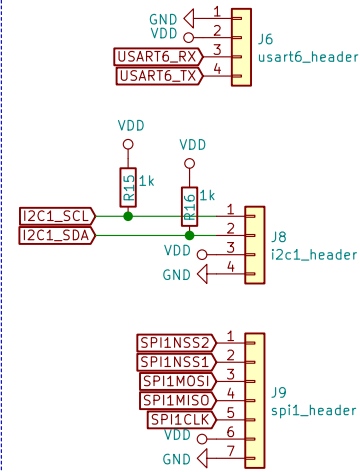 GND 1
VDD 2 J6
USART6_RX 3 usart6_header
USART6_TX 4
VDD
VDD
R15 1k
R16 1k
I2C1_SCL 1
I2C1_SDA 2 J8
VDD 3 i2c1_header
GND 4
SPI1NSS2 1
SPI1NSS1 2
SPI1MOSI 3 J9
SPI1MISO 4 spi1_header
SPI1CLK 5
VDD 6
GND 7